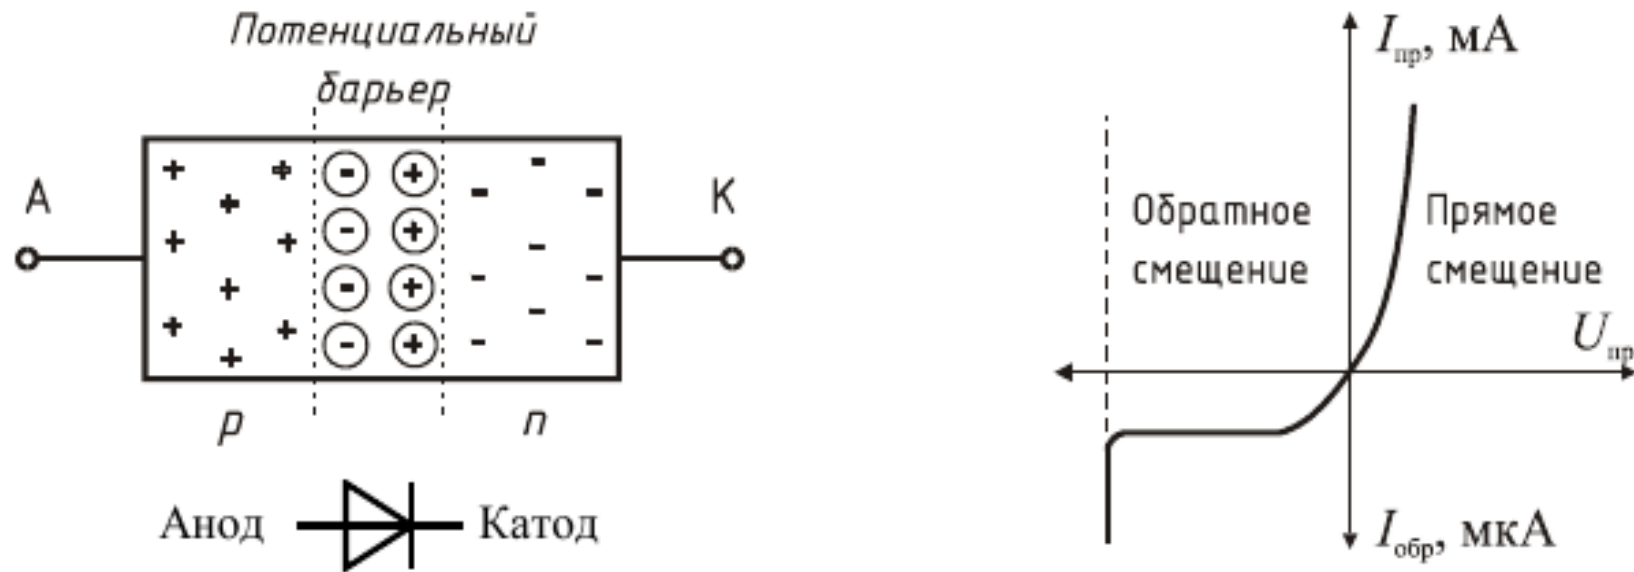 Потенциальный
барьер
А
К
p
n
Анод
Катод
Iпр, мА
Обратное
смещение
Прямое
смещение
Uпр
Iобр, мкА